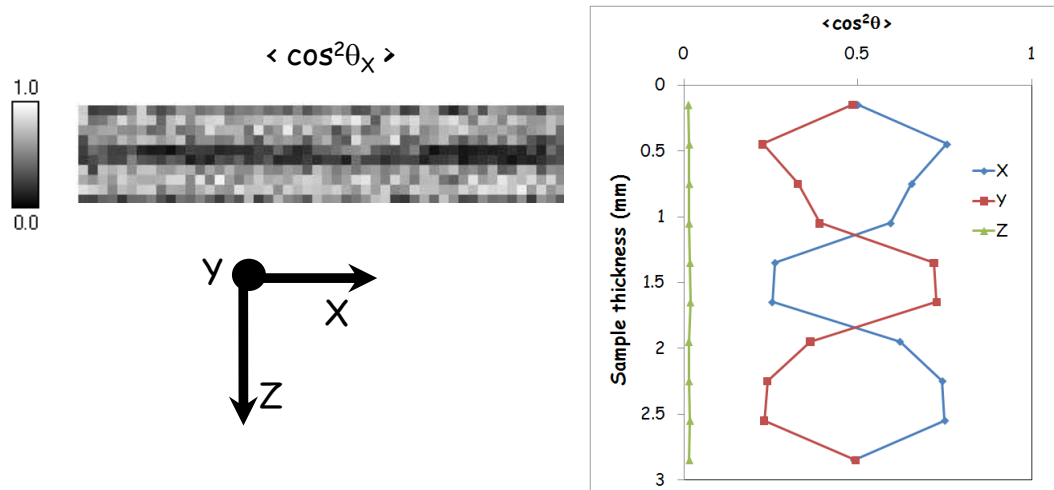 < cos²θX >
1.0
0.0
Y
X
Z
<cos²θ>
0 0.5 1
Sample thickness (mm)
0
0.5
1
1.5
2
2.5
3
X
Y
Z